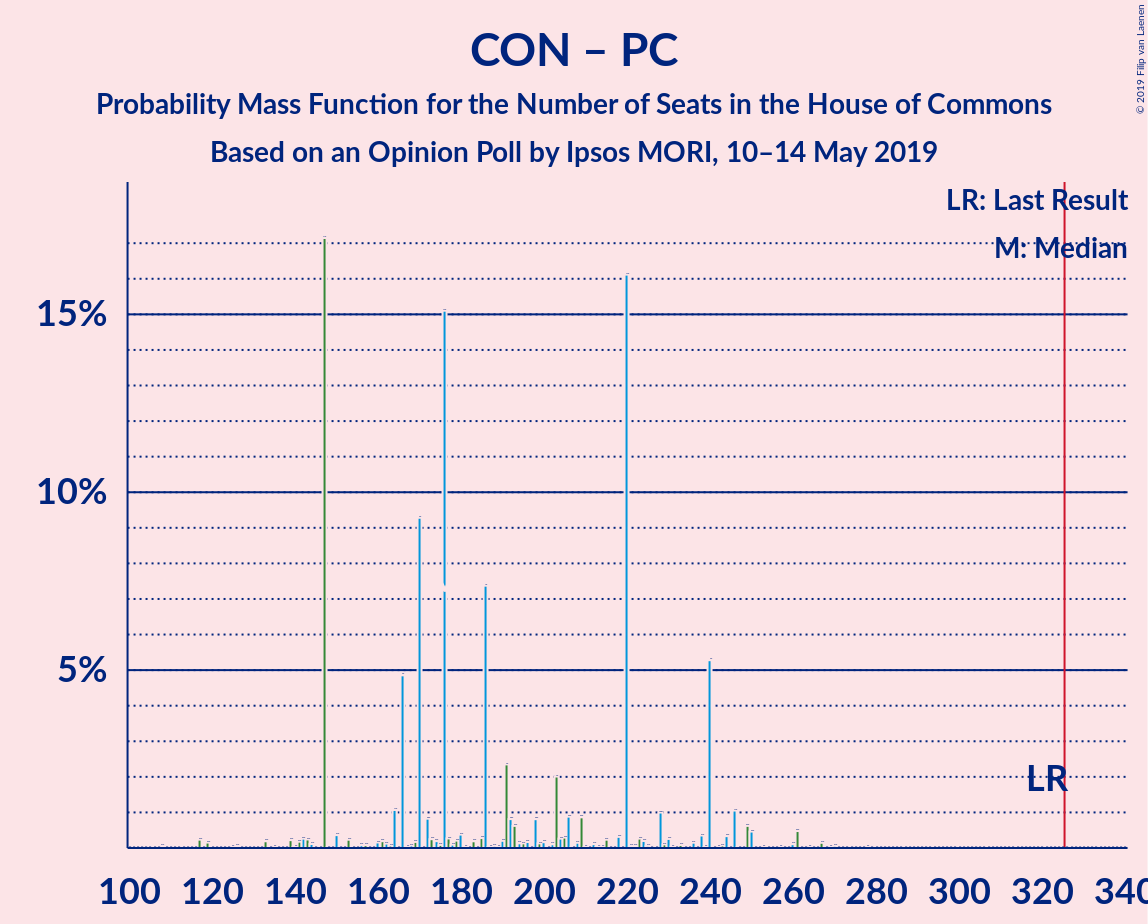 CON – PC
Probability Mass Function for the Number of Seats in the House of Commons
Based on an Opinion Poll by Ipsos MORI, 10–14 May 2019
© 2019 Filip van Laenen
LR: Last Result
M: Median
15%
10%
5%
LR
100 120 140 160 180 200 220 240 260 280 300 320 340